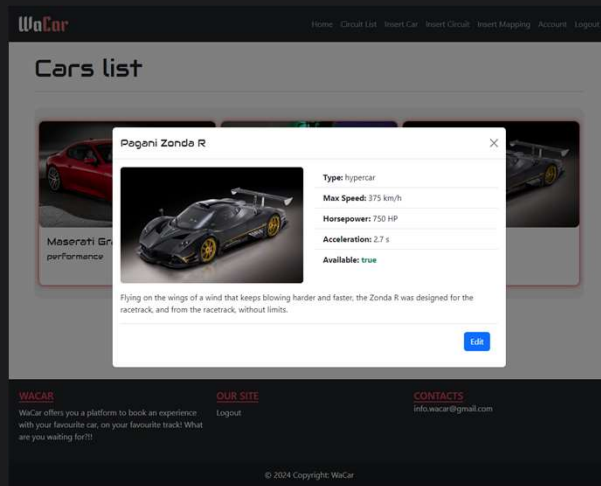 WaCar
Home Circuit List Insert Car Insert Circuit Insert Mapping Account Logout
Cars list
Pagani Zonda R
Type: hypercar
Max Speed: 375 km/h
Horsepower: 750 HP
Acceleration: 2.7 s
Available: true
Maserati Gr
performance
Flying on the wings of a wind that keeps blowing harder and faster, the Zonda R was designed for the
racetrack, and from the racetrack, without limits.
Edit
WACAR
WaCar offers you a platform to book an experience
with your favourite car, on your favourite track! What
are you waiting for?!!
OUR SITE
Logout
CONTACTS
info.wacar@gmail.com
© 2024 Copyright: WaCar